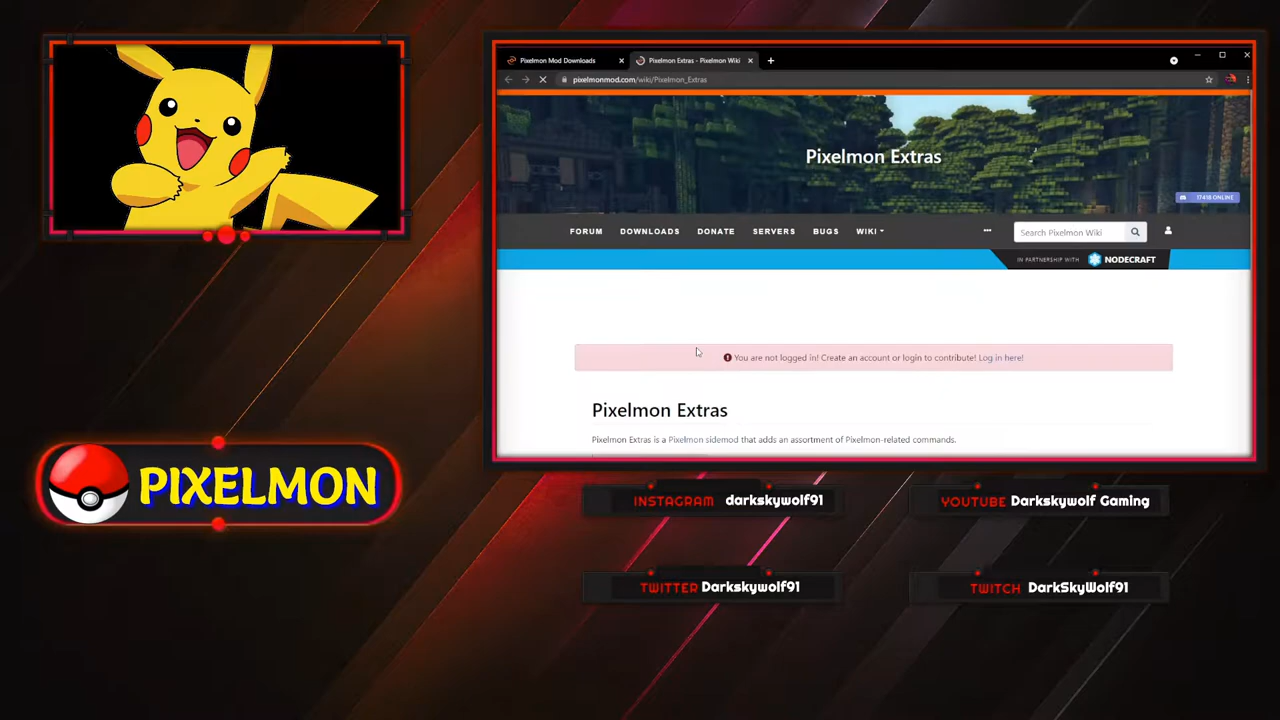 Pixelmon Mod Downloads
Pixelmon Extras - Pixelmon Wiki
pixelmonmod.com/wiki/Pixelmon_Extras
Pixelmon Extras
17418 ONLINE
FORUM DOWNLOADS DONATE SERVERS BUGS WIKI
Search Pixelmon Wiki
IN PARTNERSHIP WITH NODECRAFT
You are not logged in! Create an account or login to contribute! Log in here!
Pixelmon Extras
Pixelmon Extras is a Pixelmon sidemod that adds an assortment of Pixelmon-related commands.
PIXELMON
INSTAGRAM darkskywolf91
YOUTUBE Darkskywolf Gaming
TWITTER Darkskywolf91
TWITCH DarkSkyWolf91